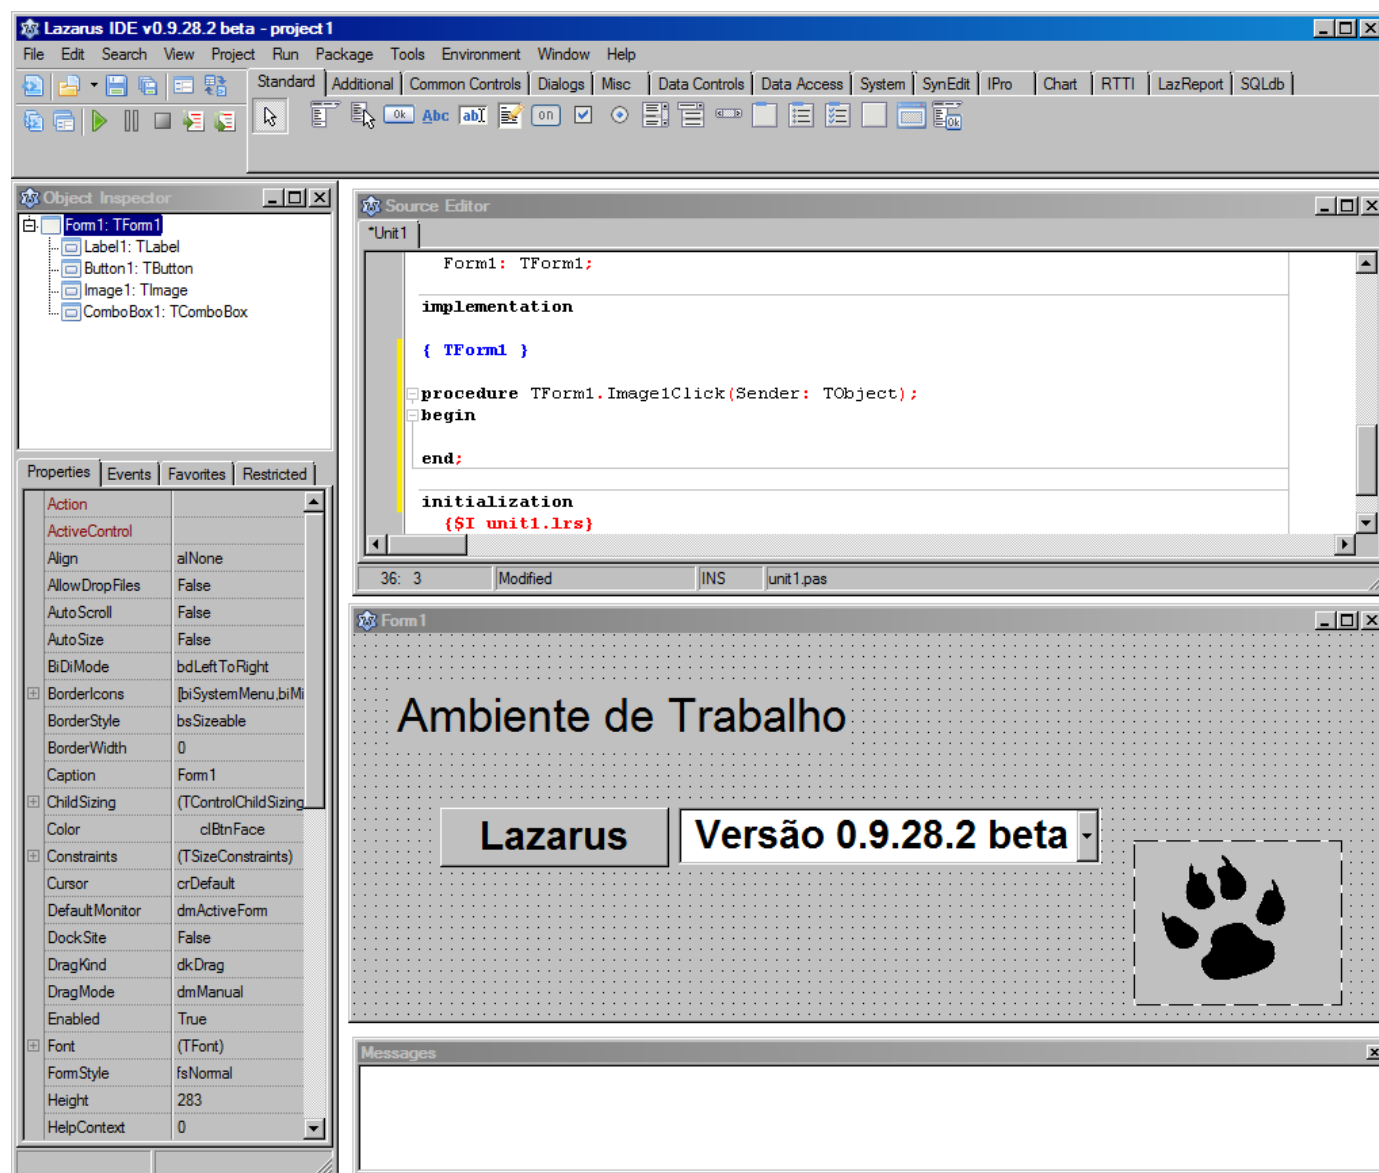 Lazarus IDE v0.9.28.2 beta - project1
File Edit Search View Project Run Package Tools Environment Window Help
Standard Additional Common Controls Dialogs Misc Data Controls Data Access System SynEdit IPro Chart RTTI LazReport SQLdb
Ok Abc abI on Ok
Object Inspector
Form1: TForm1
Label1: TLabel
Button1: TButton
Image1: TImage
ComboBox1: TComboBox
Properties Events Favorites Restricted
Action
ActiveControl
Align alNone
AllowDropFiles False
AutoScroll False
AutoSize False
BiDiMode bdLeftToRight
BorderIcons [biSystemMenu,biMi
BorderStyle bsSizeable
BorderWidth 0
Caption Form1
ChildSizing (TControlChildSizing
Color clBtnFace
Constraints (TSizeConstraints)
Cursor crDefault
DefaultMonitor dmActiveForm
DockSite False
DragKind dkDrag
DragMode dmManual
Enabled True
Font (TFont)
FormStyle fsNormal
Height 283
HelpContext 0
Source Editor
*Unit1
Form1: TForm1;
implementation
{ TForm1 }
procedure TForm1.Image1Click(Sender: TObject);
begin
end;
initialization
{$I unit1.lrs}
36: 3 Modified INS unit1.pas
Form1
Ambiente de Trabalho
Lazarus Versão 0.9.28.2 beta
Messages